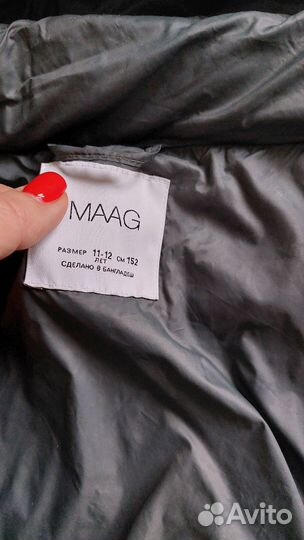 MAAG
РАЗМЕР 11-12 СМ 152
ЛЕТ
СДЕЛАНО В БАНГЛАДЕШ
Avito